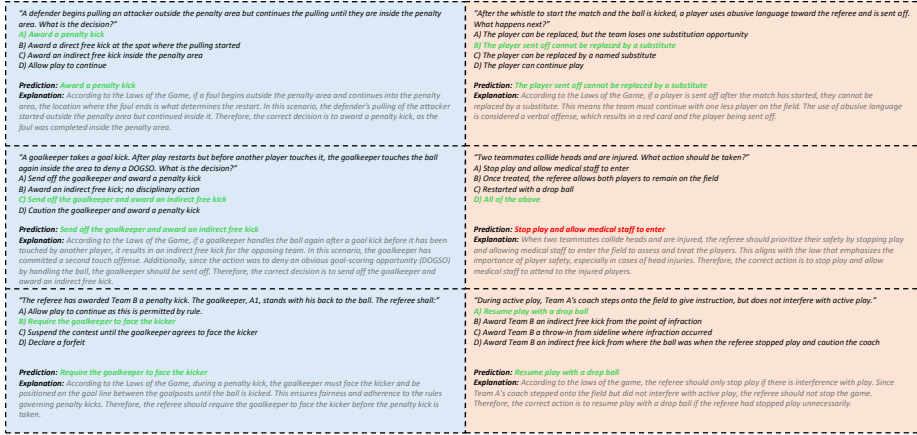 "A defender begins pulling an attacker outside the penalty area but continues the pulling until they are inside the penalty
area. What is the decision?"
A) Award a penalty kick
B) Award a direct free kick at the spot where the pulling started
C) Award an indirect free kick inside the penalty area
D) Allow play to continue
Prediction: Award a penalty kick
Explanation: According to the Laws of the Game, if a foul begins outside the penalty area and continues into the penalty
area, the location where the foul ends is what determines the restart. In this scenario, the defender's pulling of the attacker
started outside the penalty area but continued inside it. Therefore, the correct decision is to award a penalty kick, as the
foul was completed inside the penalty area.
"After the whistle to start the match and the ball is kicked, a player uses abusive language toward the referee and is sent off.
What happens next?"
A) The player can be replaced, but the team loses one substitution opportunity
B) The player sent off cannot be replaced by a substitute
C) The player can be replaced by a named substitute
D) The player can continue play
Prediction: The player sent off cannot be replaced by a substitute
Explanation: According to the Laws of the Game, if a player is sent off after the match has started, they cannot be
replaced by a substitute. This means the team must continue with one less player on the field. The use of abusive language
is considered a verbal offense, which results in a red card and the player being sent off.
"A goalkeeper takes a goal kick. After play restarts but before another player touches it, the goalkeeper touches the ball
again inside the area to deny a DOGSO. What is the decision?"
A) Send off the goalkeeper and award a penalty kick
B) Award an indirect free kick; no disciplinary action
C) Send off the goalkeeper and award an indirect free kick
D) Caution the goalkeeper and award a penalty kick
Prediction: Send off the goalkeeper and award an indirect free kick
Explanation: According to the Laws of the Game, if a goalkeeper handles the ball again after a goal kick before it has been
touched by another player, it results in an indirect free kick for the opposing team. In this scenario, the goalkeeper has
committed a second touch offense. Additionally, since the action was to deny an obvious goal-scoring opportunity (DOGSO)
by handling the ball, the goalkeeper should be sent off. Therefore, the correct decision is to send off the goalkeeper and
award an indirect free kick.
"Two teammates collide heads and are injured. What action should be taken?"
A) Stop play and allow medical staff to enter
B) Once treated, the referee allows both players to remain on the field
C) Restarted with a drop ball
D) All of the above
Prediction: Stop play and allow medical staff to enter
Explanation: When two teammates collide heads and are injured, the referee should prioritize their safety by stopping play
and allowing medical staff to enter the field to assess and treat the players. This aligns with the law that emphasizes the
importance of player safety, especially in cases of head injuries. Therefore, the correct action is to stop play and allow
medical staff to attend to the injured players.
"The referee has awarded Team B a penalty kick. The goalkeeper, A1, stands with his back to the ball. The referee shall:"
A) Allow play to continue as this is permitted by rule.
B) Require the goalkeeper to face the kicker
C) Suspend the contest until the goalkeeper agrees to face the kicker
D) Declare a forfeit
Prediction: Require the goalkeeper to face the kicker
Explanation: According to the Laws of the Game, during a penalty kick, the goalkeeper must face the kicker and be
positioned on the goal line between the goalposts until the ball is kicked. This ensures fairness and adherence to the rules
governing penalty kicks. Therefore, the referee should require the goalkeeper to face the kicker before the penalty kick is
taken.
"During active play, Team A's coach steps onto the field to give instruction, but does not interfere with active play."
A) Resume play with a drop ball
B) Award Team B an indirect free kick from the point of infraction
C) Award Team B a throw-in from sideline where infraction occurred
D) Award Team B an indirect free kick from where the ball was when the referee stopped play and caution the coach
Prediction: Resume play with a drop ball
Explanation: According to the laws of the game, the referee should only stop play if there is interference with play. Since
Team A's coach stepped onto the field but did not interfere with active play, the referee should not stop the game.
Therefore, the correct action is to resume play with a drop ball if the referee had stopped play unnecessarily.